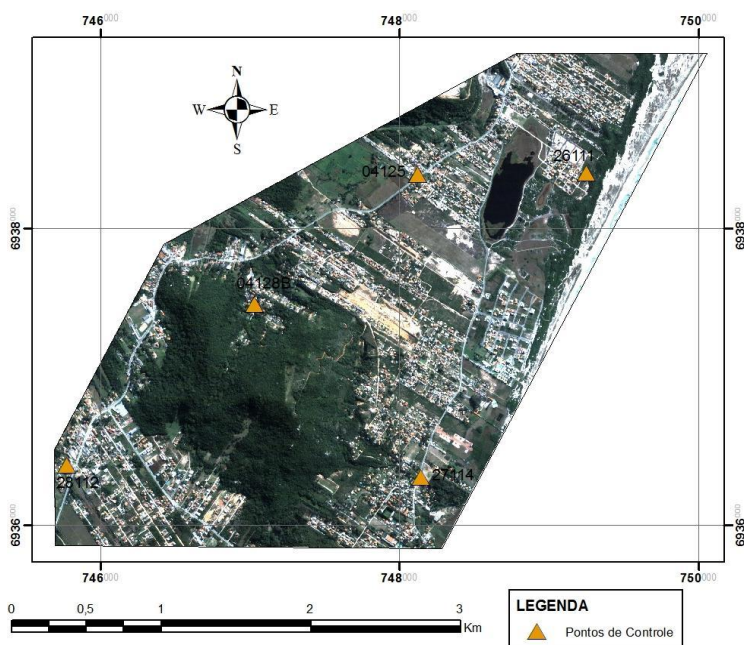 746000 748000 750000
N
W E
S
26111
04125
6938000 6938000
04128B
28112
27114
6936000 6936000
746000 748000 750000
0 0,5 1 2 3
Km
LEGENDA
Pontos de Controle